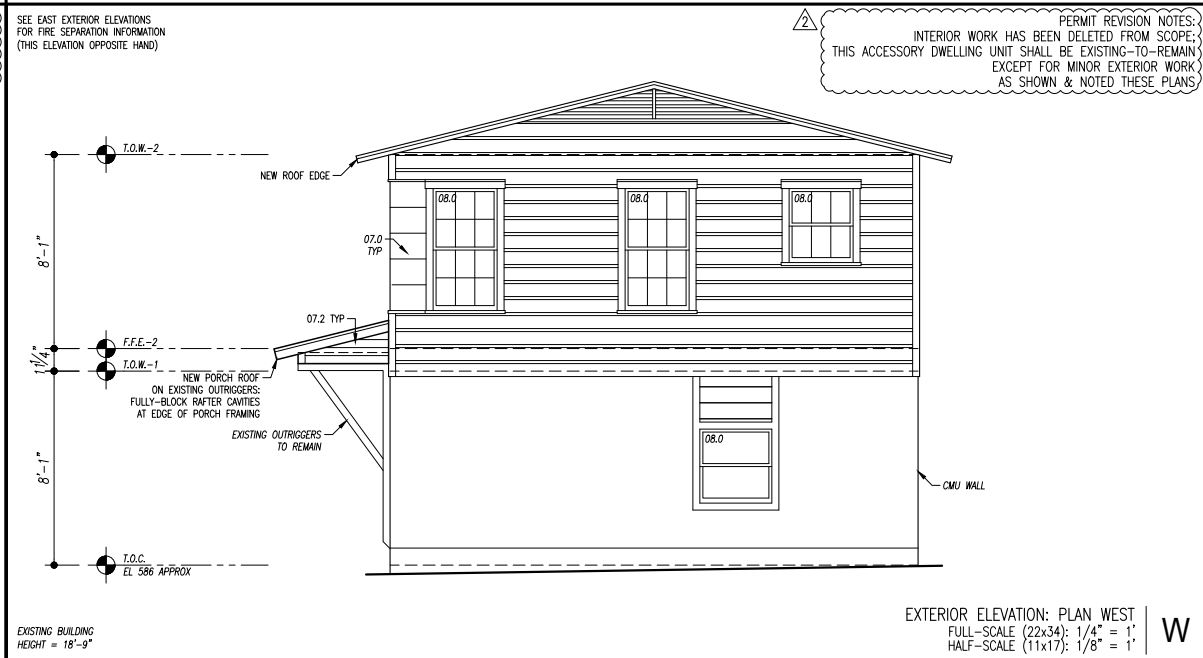 SEE EAST EXTERIOR ELEVATIONS
FOR FIRE SEPARATION INFORMATION
(THIS ELEVATION OPPOSITE HAND)
2
PERMIT REVISION NOTES:
INTERIOR WORK HAS BEEN DELETED FROM SCOPE;
THIS ACCESSORY DWELLING UNIT SHALL BE EXISTING-TO-REMAIN
EXCEPT FOR MINOR EXTERIOR WORK
AS SHOWN & NOTED THESE PLANS
T.O.W.-2
NEW ROOF EDGE
08.0
08.0
08.0
07.0
TYP
8'-1"
07.2 TYP
F.F.E.-2
11 1/4"
T.O.W.-1
NEW PORCH ROOF
ON EXISTING OUTRIGGERS:
FULLY-BLOCK RAFTER CAVITIES
AT EDGE OF PORCH FRAMING
EXISTING OUTRIGGERS
TO REMAIN
08.0
8'-1"
CMU WALL
T.O.C.
EL 586 APPROX
EXISTING BUILDING
HEIGHT = 18'-9"
EXTERIOR ELEVATION: PLAN WEST
FULL-SCALE (22x34): 1/4" = 1'
HALF-SCALE (11x17): 1/8" = 1'
W